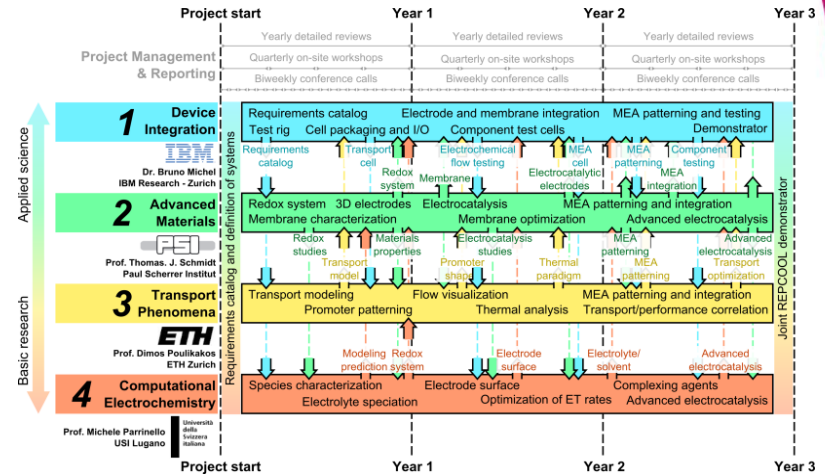 Project start Year 1 Year 2 Year 3
Yearly detailed reviews Yearly detailed reviews Yearly detailed reviews
Project Management
& Reporting
Quarterly on-site workshops Quarterly on-site workshops Quarterly on-site workshops
Biweekly conference calls Biweekly conference calls Biweekly conference calls
Applied science
Basic research
Requirements catalog and definition of systems
Joint REPCOOL demonstrator
1 Device
Integration
Requirements catalog Electrode and membrane integration MEA patterning and testing
Test rig Cell packaging and I/O Component test cells Demonstrator
IBM
Dr. Bruno Michel
IBM Research - Zurich
Requirements
catalog
Transport
cell
Electrochemical
flow testing
MEA
cell
MEA
patterning
Component
testing
Redox
system
Membrane
Electrocatalytic
electrodes
MEA
integration
2 Advanced
Materials
Redox system 3D electrodes Electrocatalysis MEA patterning and integration
Membrane characterization Membrane optimization Advanced electrocatalysis
PSI
Prof. Thomas. J. Schmidt
Paul Scherrer Institut
Redox
studies
Materials
properties
Electrocatalysis
studies
MEA
patterning
Advanced
electrocatalysis
Transport
model
Promoter
shape
Thermal
paradigm
MEA
patterning
Transport
optimization
3 Transport
Phenomena
Transport modeling Flow visualization MEA patterning and integration
Promoter patterning Thermal analysis Transport/performance correlation
ETH
Prof. Dimos Poulikakos
ETH Zurich
Modeling
prediction
Redox
system
Electrode
surface
Electrolyte/
solvent
Advanced
electrocatalysis
4 Computational
Electrochemistry
Species characterization Electrode surface Complexing agents
Electrolyte speciation Optimization of ET rates Advanced electrocatalysis
Prof. Michele Parrinello
USI Lugano
Università
della
Svizzera
italiana
Project start Year 1 Year 2 Year 3